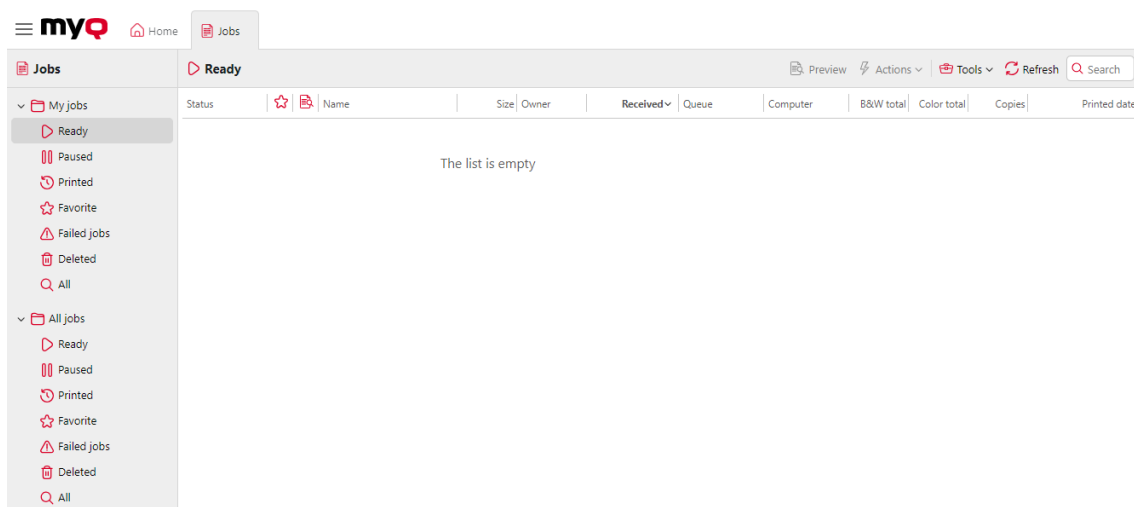 myQ Home Jobs
Jobs
Ready Preview Actions Tools Refresh Search
My jobs
Ready
Paused
Printed
Favorite
Failed jobs
Deleted
All
All jobs
Ready
Paused
Printed
Favorite
Failed jobs
Deleted
All
Status Name Size Owner Received Queue Computer B&W total Color total Copies Printed date
The list is empty